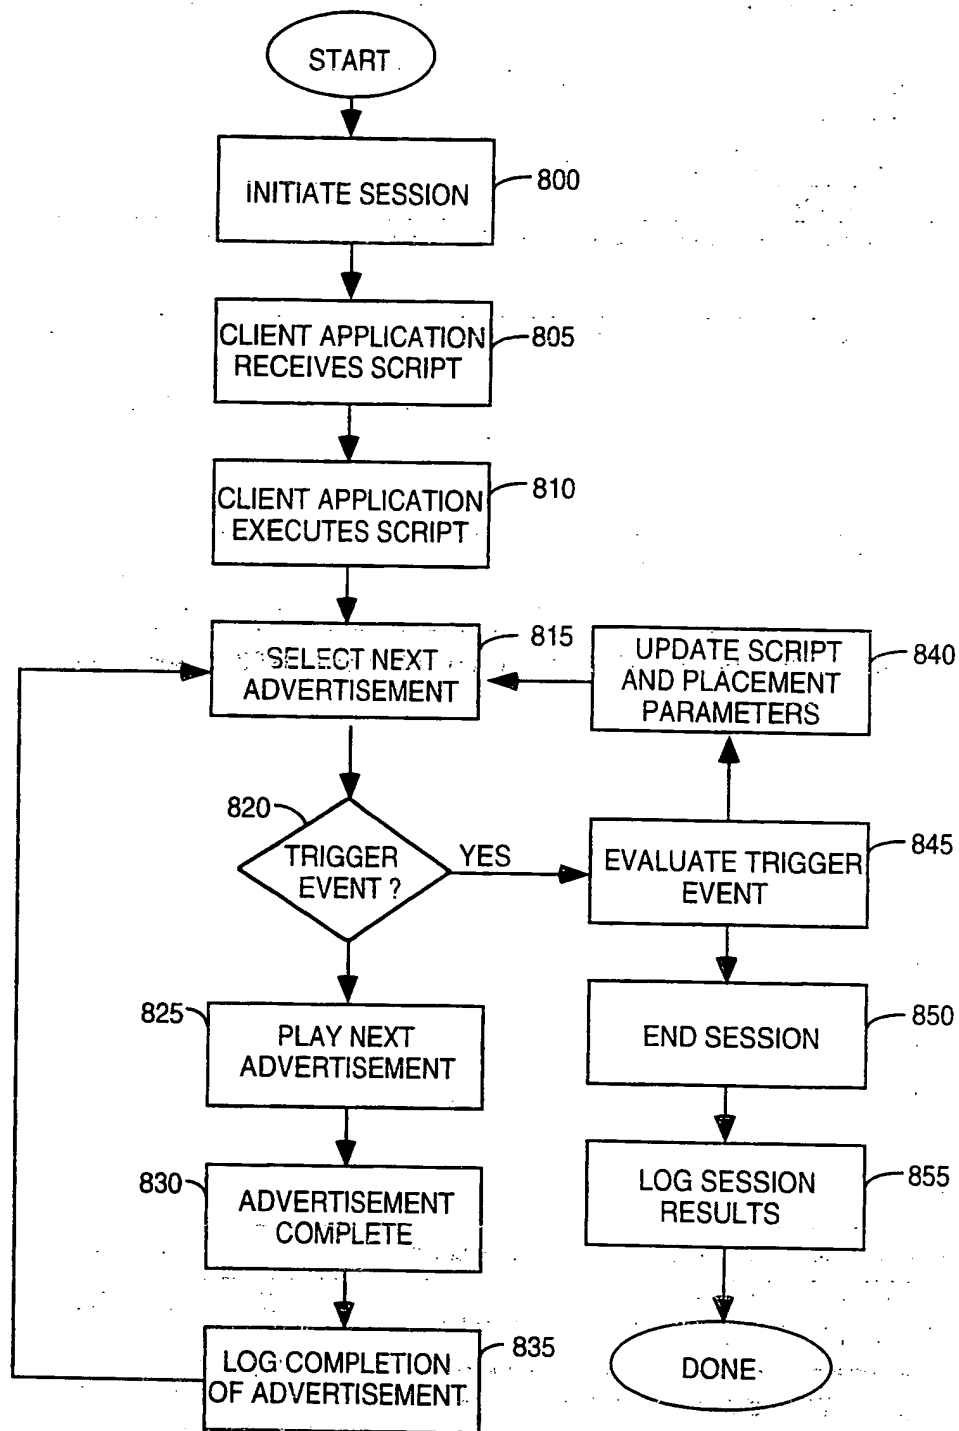 START
INITIATE SESSION
800
CLIENT APPLICATION
RECEIVES SCRIPT
805
CLIENT APPLICATION
EXECUTES SCRIPT
810
SELECT NEXT
ADVERTISEMENT
815
UPDATE SCRIPT
AND PLACEMENT
PARAMETERS
840
820
TRIGGER
EVENT ?
YES
EVALUATE TRIGGER
EVENT
845
825
PLAY NEXT
ADVERTISEMENT
END SESSION
850
830
ADVERTISEMENT
COMPLETE
LOG SESSION
RESULTS
855
LOG COMPLETION
OF ADVERTISEMENT
835
DONE